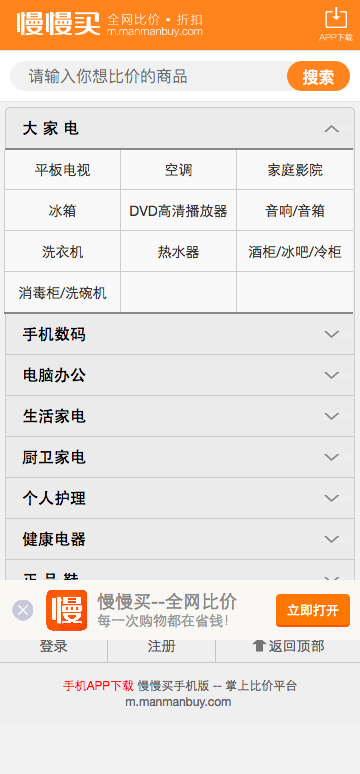 慢慢买 全网比价 • 折扣
m.manmanbuy.com
APP下载
请输入你想比价的商品 搜索
大家电
平板电视 空调 家庭影院
冰箱 DVD高清播放器 音响/音箱
洗衣机 热水器 酒柜/冰吧/冷柜
消毒柜/洗碗机
手机数码
电脑办公
生活家电
厨卫家电
个人护理
健康电器
正品鞋
慢 慢慢买--全网比价
每一次购物都在省钱!
立即打开
登录 注册 返回顶部
手机APP下载 慢慢买手机版 -- 掌上比价平台
m.manmanbuy.com